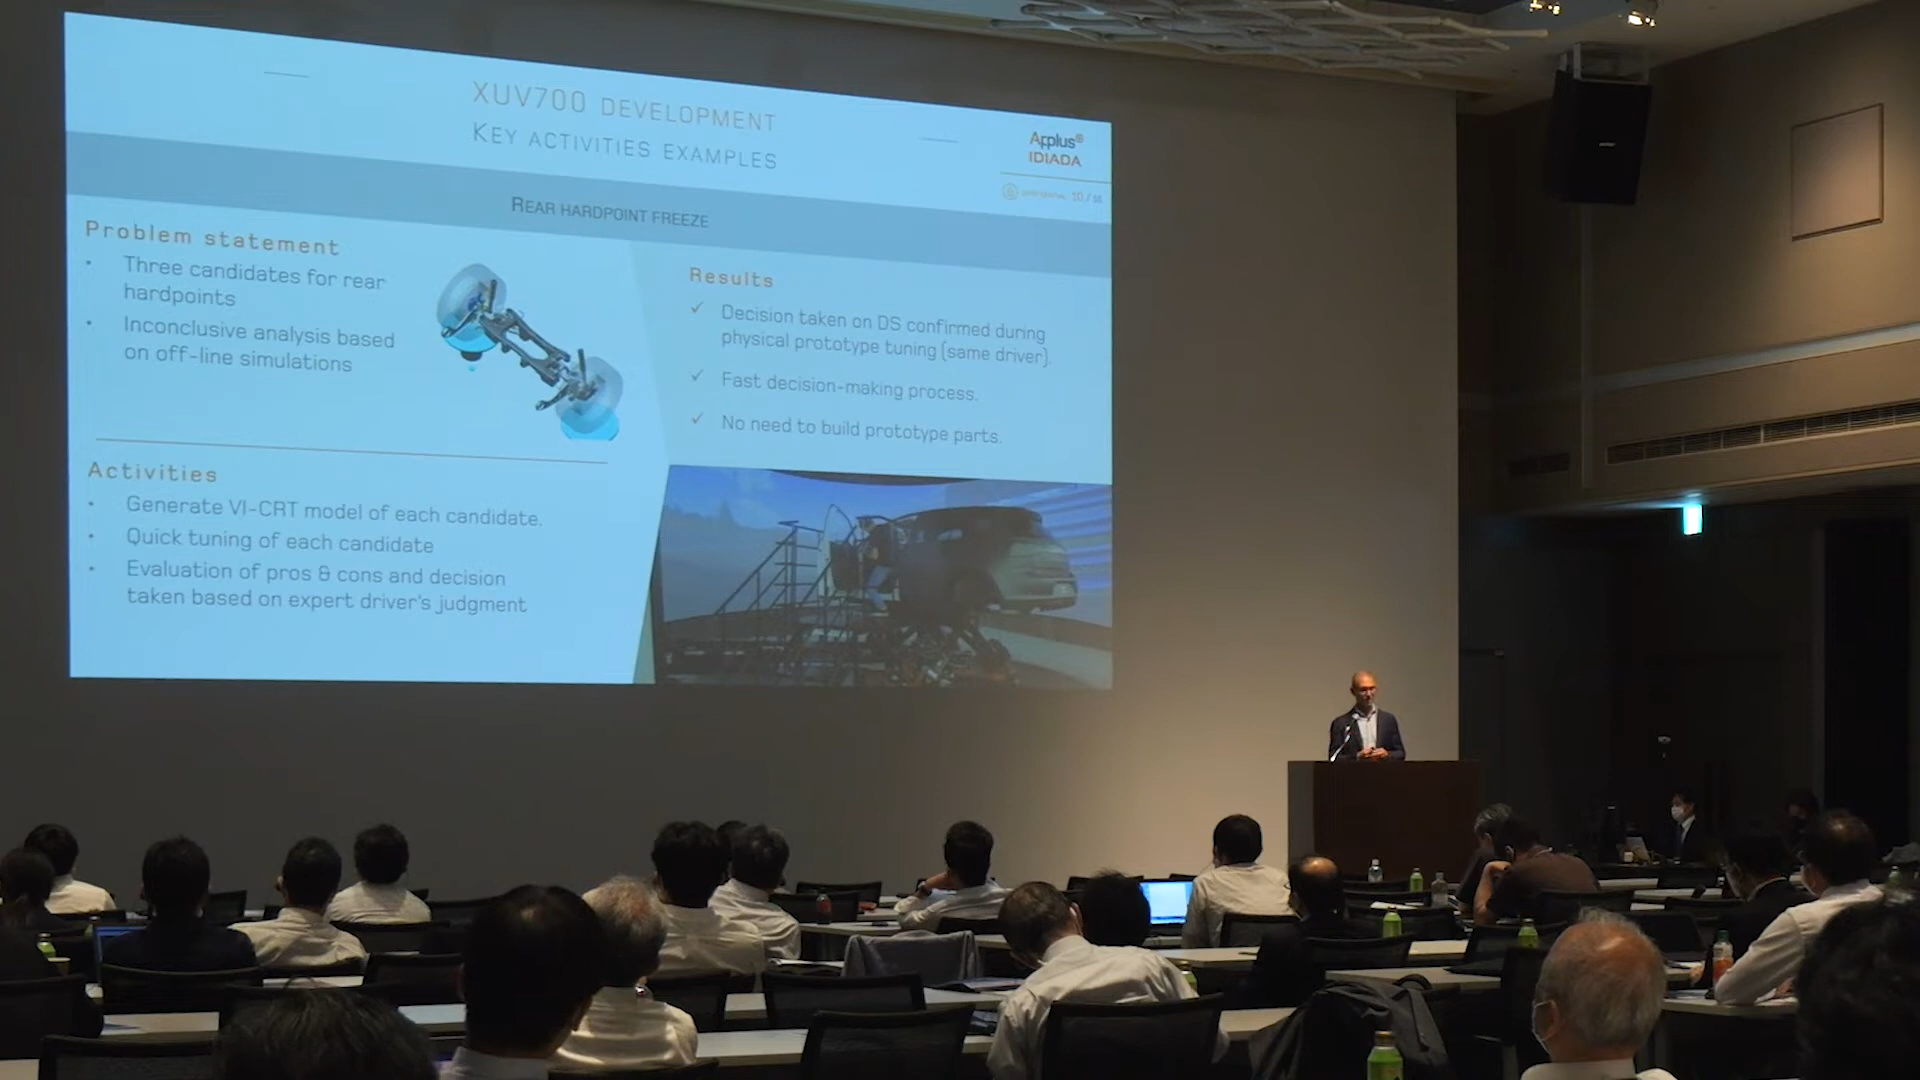 XUV700 DEVELOPMENT
KEY ACTIVITIES EXAMPLES
Applus®
IDIADA
10 / 16
REAR HARDPOINT FREEZE
Problem statement
• Three candidates for rear
hardpoints
• Inconclusive analysis based
on off-line simulations
Activities
• Generate VI-CRT model of each candidate.
• Quick tuning of each candidate
• Evaluation of pros & cons and decision
taken based on expert driver's judgment
Results
✓ Decision taken on DS confirmed during
physical prototype tuning (same driver).
✓ Fast decision-making process.
✓ No need to build prototype parts.